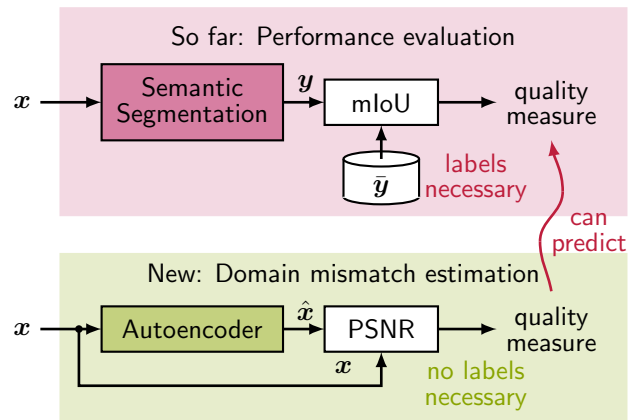 So far: Performance evaluation
x
Semantic
Segmentation
y
mIoU
quality
measure
ȳ
labels
necessary
can
predict
New: Domain mismatch estimation
x
Autoencoder
x̂
PSNR
x
quality
measure
no labels
necessary